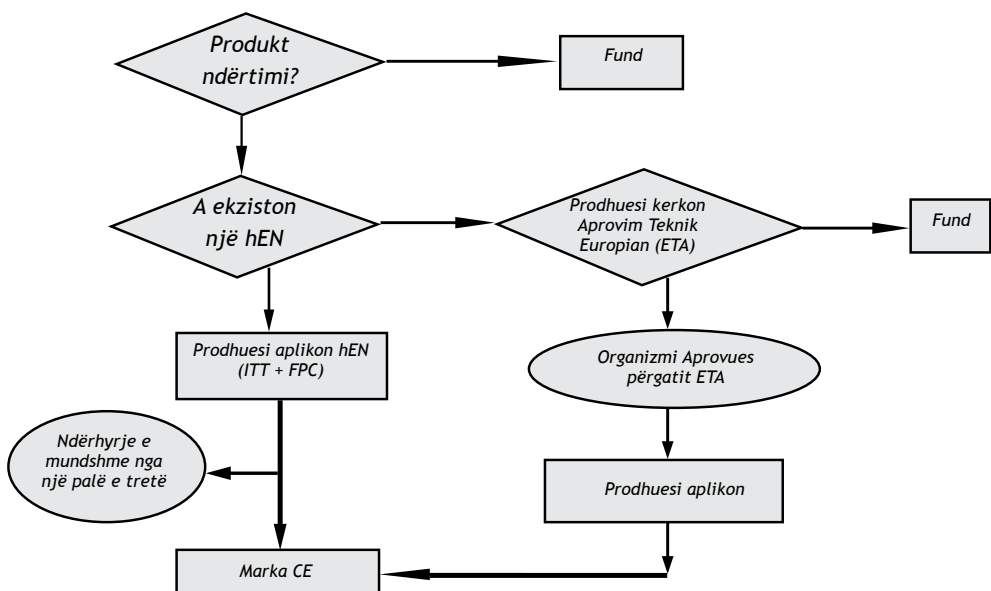 Produkt
ndërtimi?
Fund
A ekziston
një hEN
Prodhuesi kerkon
Aprovim Teknik
Europian (ETA)
Fund
Prodhuesi aplikon hEN
(ITT + FPC)
Organizmi Aprovues
përgatit ETA
Ndërhyrje e
mundshme nga
një palë e tretë
Prodhuesi aplikon
Marka CE